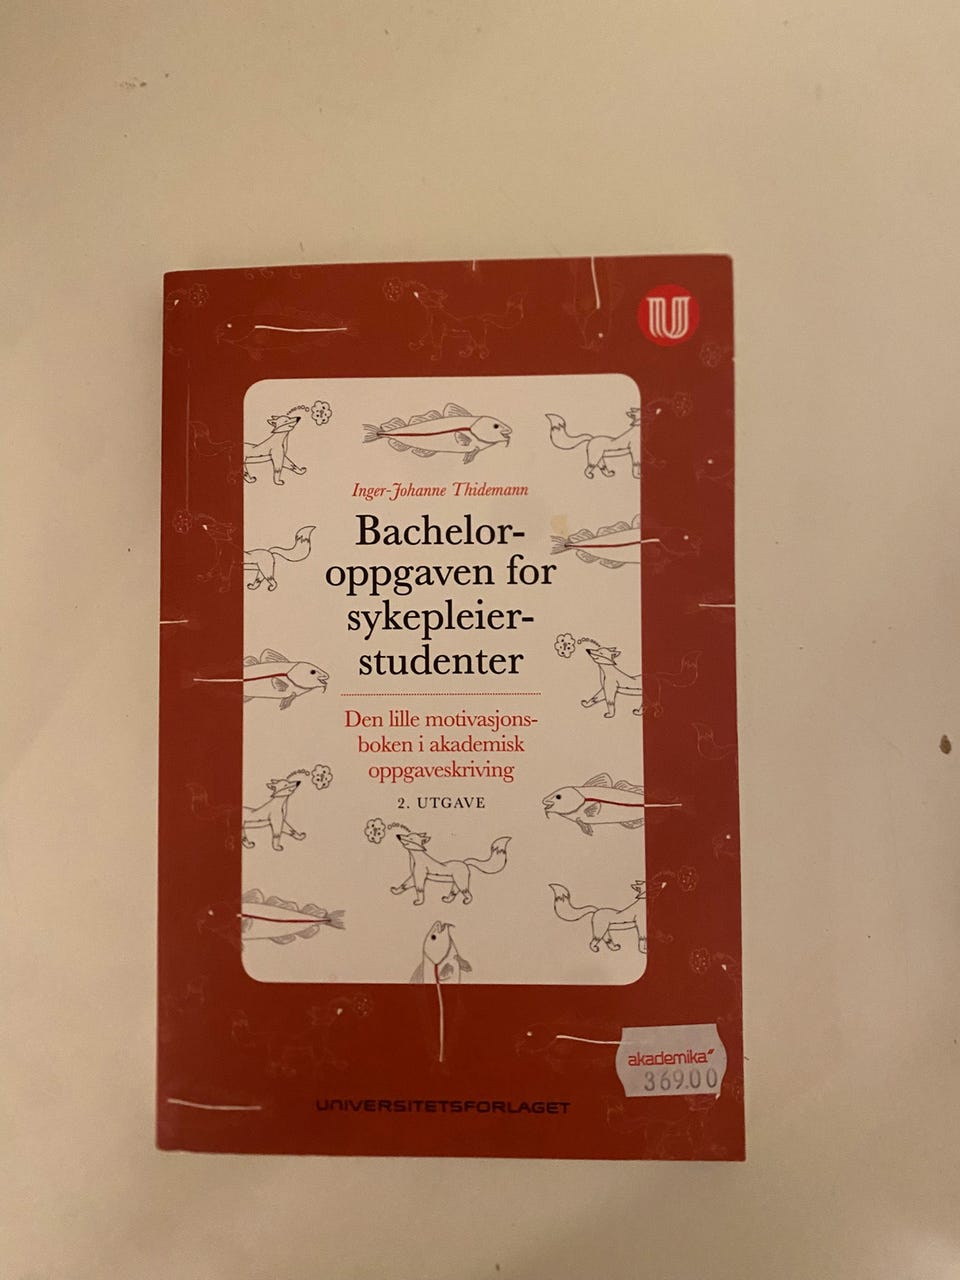 U
Inger-Johanne Thidemann
Bachelor-
oppgaven for
sykepleier-
studenter
Den lille motivasjons-
boken i akademisk
oppgaveskriving
2. UTGAVE
akademika
369.00
UNIVERSITETSFORLAGET